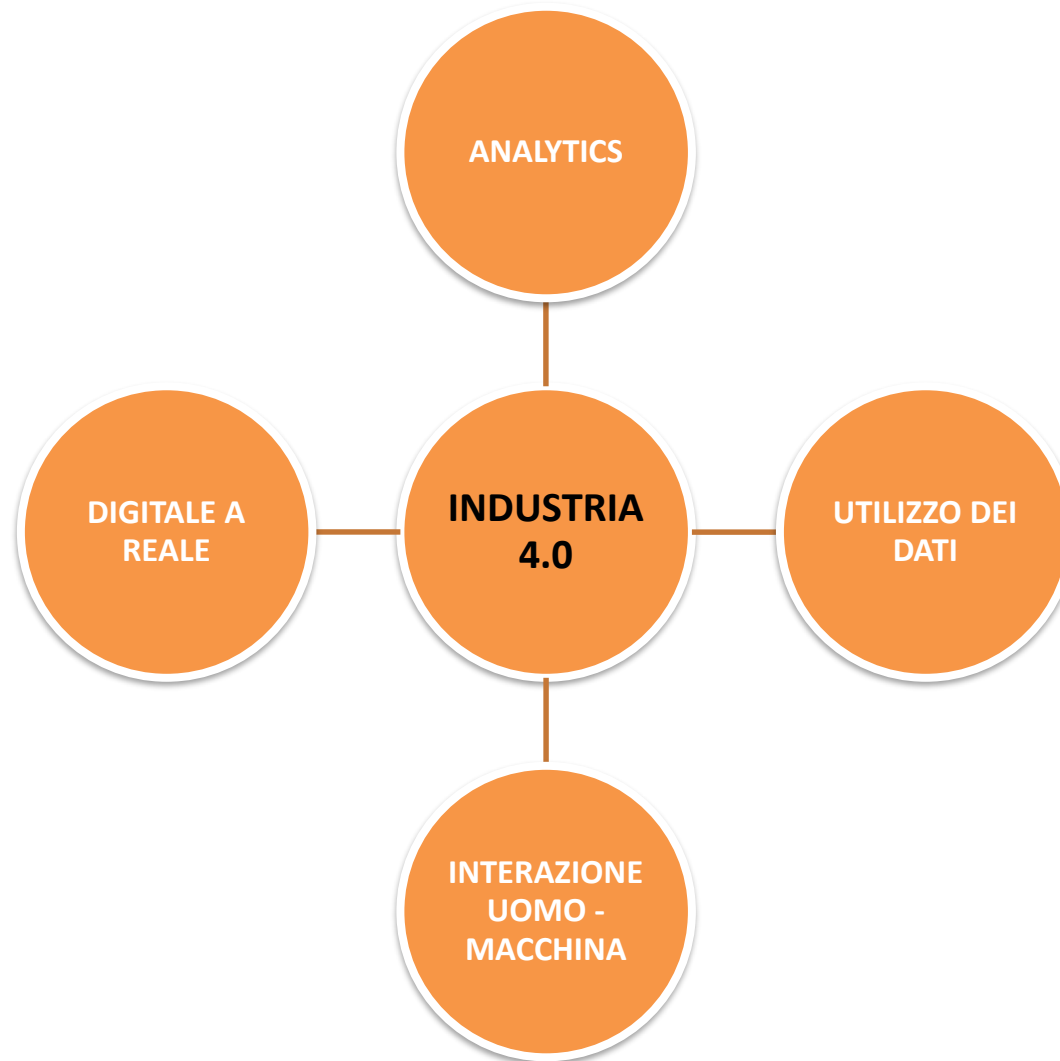 ANALYTICS
DIGITALE A
REALE
INDUSTRIA
4.0
UTILIZZO DEI
DATI
INTERAZIONE
UOMO -
MACCHINA